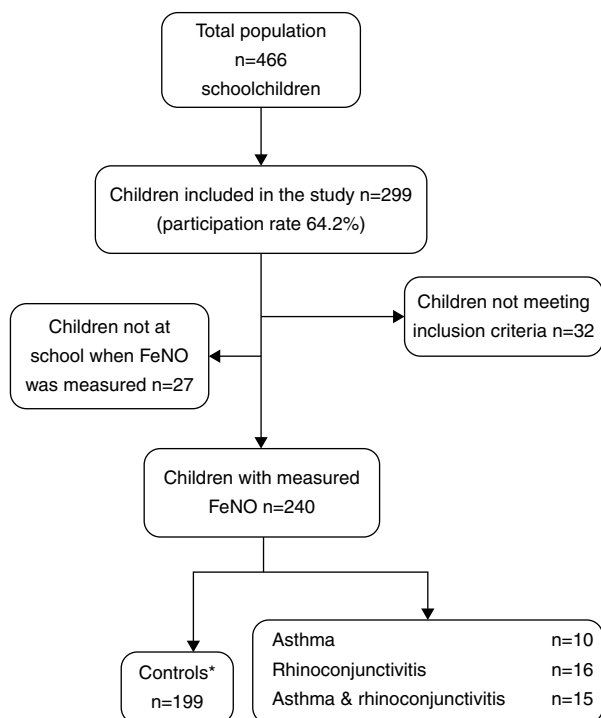 Total population
n=466
schoolchildren
Children included in the study n=299
(participation rate 64.2%)
Children not meeting
inclusion criteria n=32
Children not at
school when FeNO
was measured n=27
Children with measured
FeNO n=240
Controls*
n=199
Asthma n=10
Rhinoconjunctivitis n=16
Asthma & rhinoconjunctivitis n=15